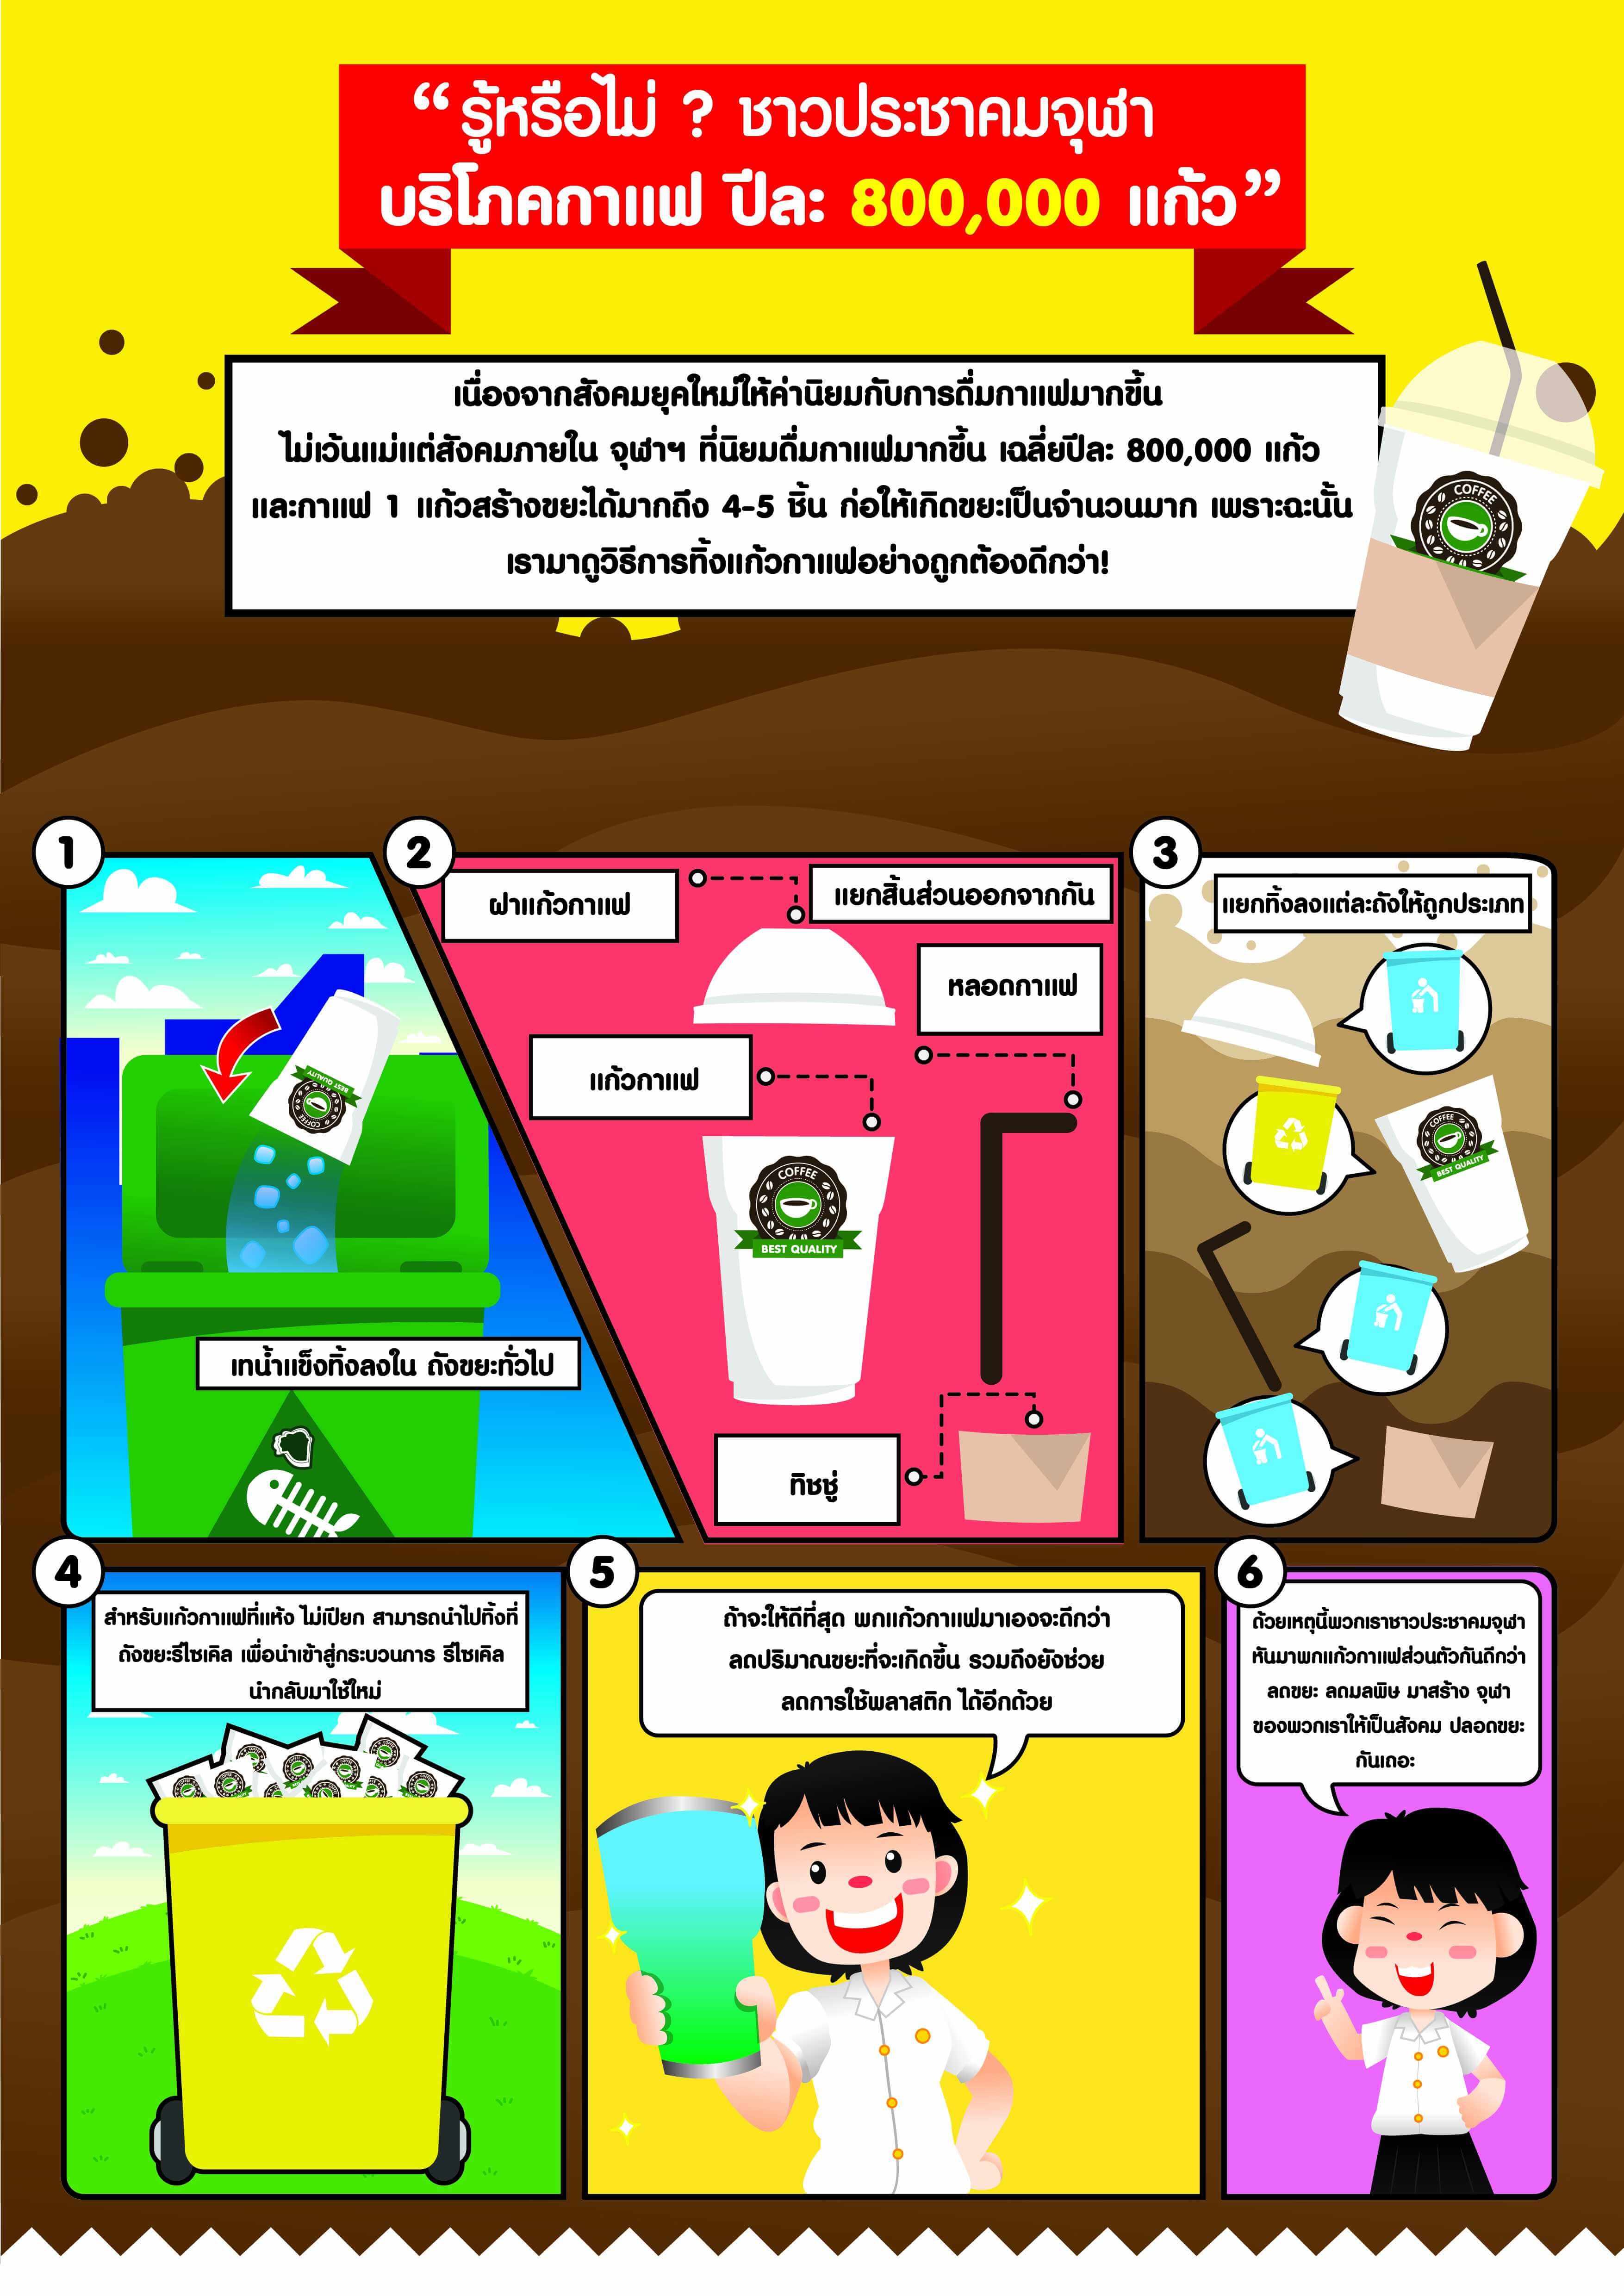 “รู้หรือไม่ ? ชาวประชาคมจุฬา
บริโภคกาแฟ ปีละ 800,000 แก้ว”
เนื่องจากสังคมยุคใหม่ให้ค่านิยมกับการดื่มกาแฟมากขึ้น
ไม่เว้นแม่แต่สังคมภายใน จุฬาฯ ที่นิยมดื่มกาแฟมากขึ้น เฉลี่ยปีละ 800,000 แก้ว
และกาแฟ 1 แก้วสร้างขยะได้มากถึง 4-5 ชิ้น ก่อให้เกิดขยะเป็นจำนวนมาก เพราะฉะนั้น
เรามาดูวิธีการทิ้งแก้วกาแฟอย่างถูกต้องดีกว่า!
COFFEE
1
COFFEE
BEST QUALITY
เทน้ำแข็งทิ้งลงใน ถังขยะทั่วไป
2
แยกสิ้นส่วนออกจากกัน
ฝาแก้วกาแฟ
หลอดกาแฟ
แก้วกาแฟ
COFFEE
BEST QUALITY
ทิชชู่
3
แยกทิ้งลงแต่ละถังให้ถูกประเภท
COFFEE
BEST QUALITY
4
สำหรับแก้วกาแฟที่แห้ง ไม่เปียก สามารถนำไปทิ้งที่
ถังขยะรีไซเคิล เพื่อนำเข้าสู่กระบวนการ รีไซเคิล
นำกลับมาใช้ใหม่
5
ถ้าจะให้ดีที่สุด พกแก้วกาแฟมาเองจะดีกว่า
ลดปริมาณขยะที่จะเกิดขึ้น รวมถึงยังช่วย
ลดการใช้พลาสติก ได้อีกด้วย
6
ด้วยเหตุนี้พวกเราชาวประชาคมจุฬา
หันมาพกแก้วกาแฟส่วนตัวกันดีกว่า
ลดขยะ ลดมลพิษ มาสร้าง จุฬา
ของพวกเราให้เป็นสังคม ปลอดขยะ
กันเถอะ